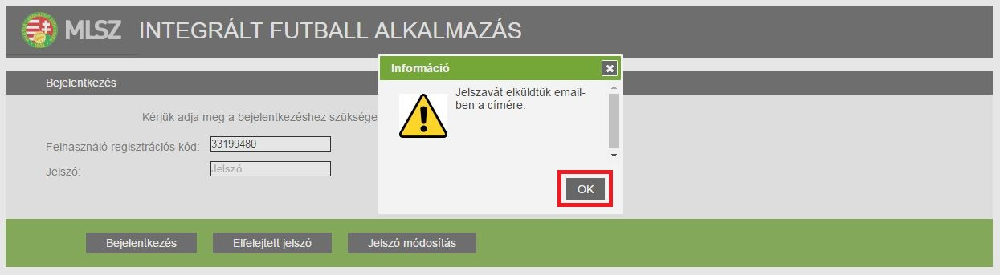 MLSZ INTEGRÁLT FUTBALL ALKALMAZÁS
Információ
Jelszavát elküldtük email-
ben a címére.
OK
Bejelentkezés
Kérjük adja meg a bejelentkezéshez szükséges
Felhasználó regisztrációs kód: 33199480
Jelszó: Jelszó
Bejelentkezés Elfelejtett jelszó Jelszó módosítás